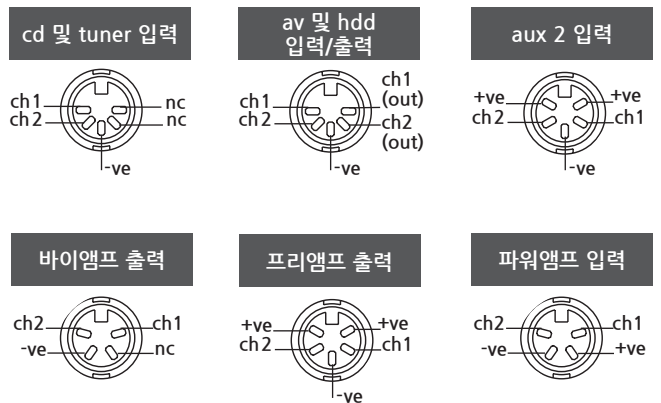 cd 및 tuner 입력
ch1
ch2
nc
nc
-ve
av 및 hdd
입력/출력
ch1
ch2
ch1
(out)
ch2
(out)
-ve
aux 2 입력
+ve
ch2
+ve
ch1
-ve
바이앰프 출력
ch2
-ve
ch1
nc
프리앰프 출력
+ve
ch2
+ve
ch1
-ve
파워앰프 입력
ch2
-ve
ch1
+ve